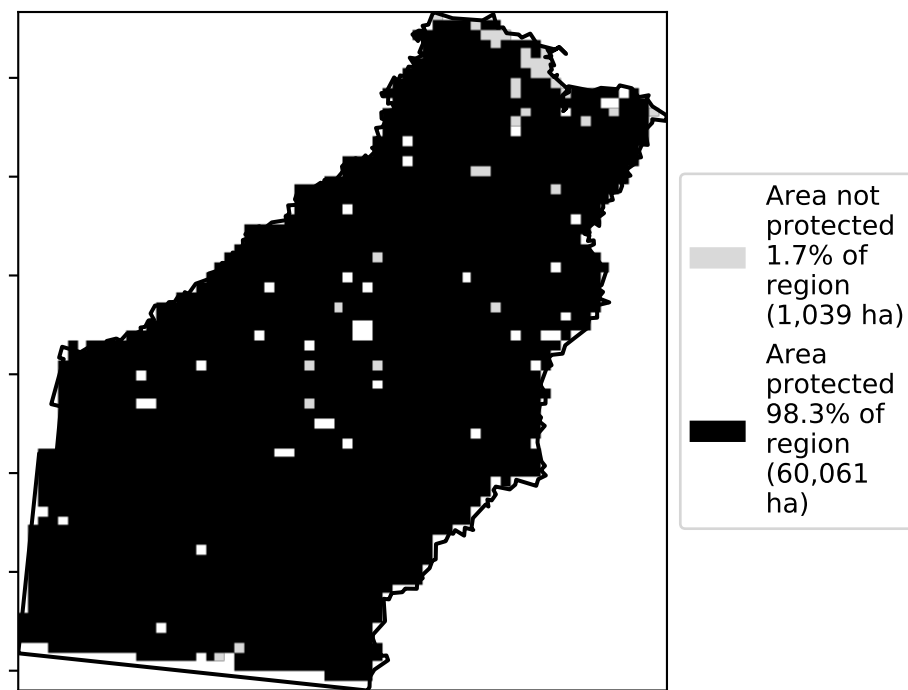 Area not
protected
1.7% of
region
(1,039 ha)
Area
protected
98.3% of
region
(60,061
ha)